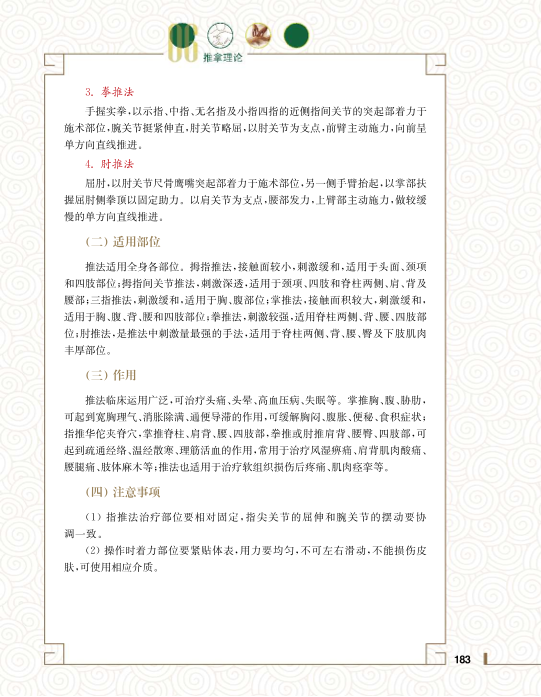 06
推拿理论
3. 拳推法
手握实拳,以示指、中指、无名指及小指四指的近侧指间关节的突起部着力于
施术部位,腕关节挺紧伸直,肘关节略屈,以肘关节为支点,前臂主动施力,向前呈
单方向直线推进。
4. 肘推法
屈肘,以肘关节尺骨鹰嘴突起部着力于施术部位,另一侧手臂抬起,以掌部扶
握屈肘侧拳顶以固定助力。以肩关节为支点,腰部发力,上臂部主动施力,做较缓
慢的单方向直线推进。
(二) 适用部位
推法适用全身各部位。拇指推法,接触面较小,刺激缓和,适用于头面、颈项
和四肢部位;拇指间关节推法,刺激深透,适用于颈项、四肢和脊柱两侧、肩、背及
腰部;三指推法,刺激缓和,适用于胸、腹部位;掌推法,接触面积较大,刺激缓和,
适用于胸、腹、背、腰和四肢部位;拳推法,刺激较强,适用脊柱两侧、背、腰、四肢部
位;肘推法,是推法中刺激量最强的手法,适用于脊柱两侧、背、腰、臀及下肢肌肉
丰厚部位。
(三) 作用
推法临床运用广泛,可治疗头痛、头晕、高血压病、失眠等。掌推胸、腹、胁肋,
可起到宽胸理气、消胀除满、通便导滞的作用,可缓解胸闷、腹胀、便秘、食积症状;
指推华佗夹脊穴,掌推脊柱、肩背、腰、四肢部,拳推或肘推肩背、腰臀、四肢部,可
起到疏通经络、温经散寒、理筋活血的作用,常用于治疗风湿痹痛、肩背肌肉酸痛、
腰腿痛、肢体麻木等;推法也适用于治疗软组织损伤后疼痛、肌肉痉挛等。
(四) 注意事项
(1) 指推法治疗部位要相对固定,指尖关节的屈伸和腕关节的摆动要协
调一致。
(2) 操作时着力部位要紧贴体表,用力要均匀,不可左右滑动,不能损伤皮
肤,可使用相应介质。
183